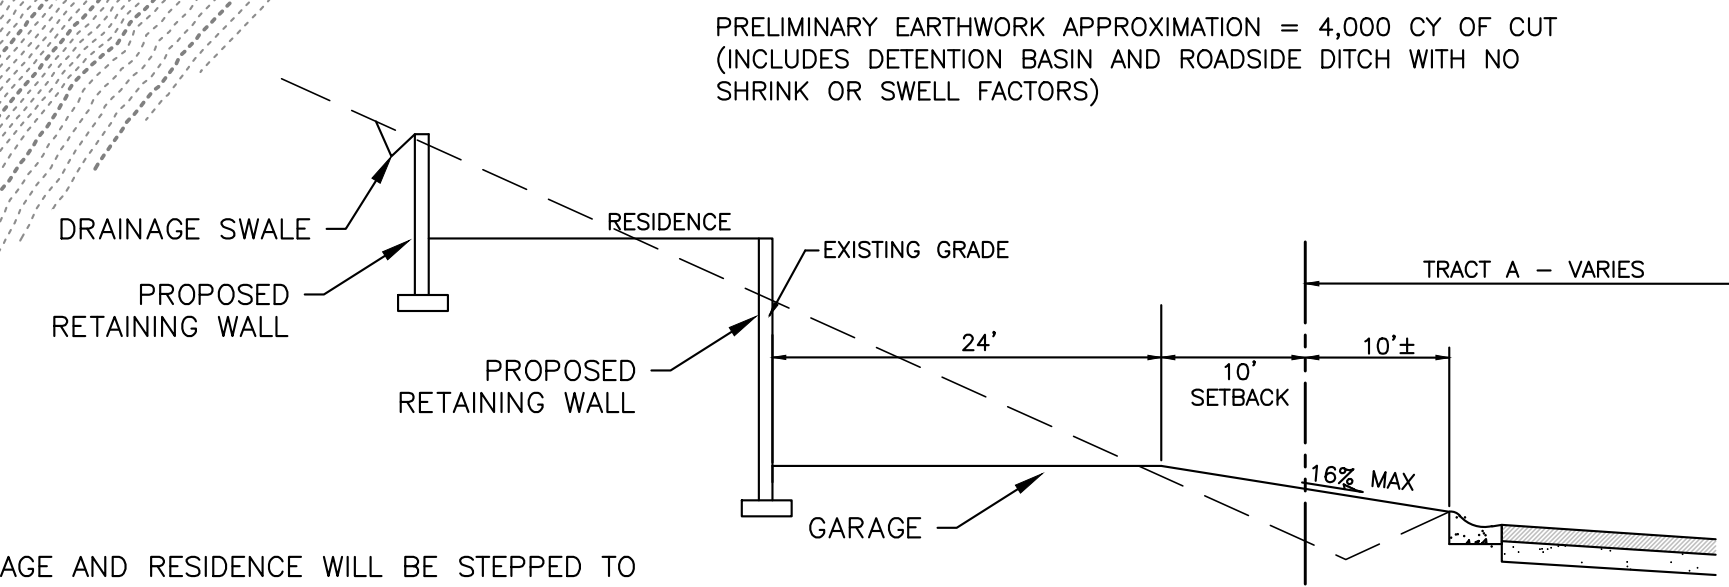 PRELIMINARY EARTHWORK APPROXIMATION = 4,000 CY OF CUT
(INCLUDES DETENTION BASIN AND ROADSIDE DITCH WITH NO
SHRINK OR SWELL FACTORS)
DRAINAGE SWALE
RESIDENCE
EXISTING GRADE
TRACT A - VARIES
PROPOSED
RETAINING WALL
24'
10'±
PROPOSED
RETAINING WALL
10'
SETBACK
16% MAX
GARAGE
AGE AND RESIDENCE WILL BE STEPPED TO